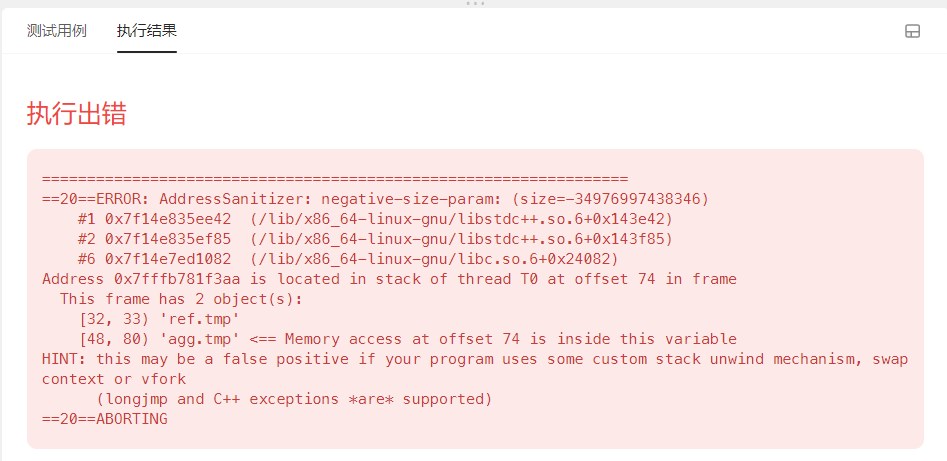 测试用例 执行结果
执行出错
=================================================================
==20==ERROR: AddressSanitizer: negative-size-param: (size=-34976997438346)
#1 0x7f14e835ee42 (/lib/x86_64-linux-gnu/libstdc++.so.6+0x143e42)
#2 0x7f14e835ef85 (/lib/x86_64-linux-gnu/libstdc++.so.6+0x143f85)
#6 0x7f14e7ed1082 (/lib/x86_64-linux-gnu/libc.so.6+0x24082)
Address 0x7fffb781f3aa is located in stack of thread T0 at offset 74 in frame
This frame has 2 object(s):
[32, 33) 'ref.tmp'
[48, 80) 'agg.tmp' <== Memory access at offset 74 is inside this variable
HINT: this may be a false positive if your program uses some custom stack unwind mechanism, swap
context or vfork
(longjmp and C++ exceptions *are* supported)
==20==ABORTING